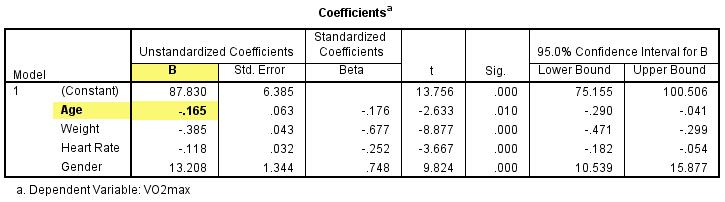 Coefficients a
Unstandardized Coefficients Standardized Coefficients 95.0% Confidence Interval for B
Model B Std. Error Beta t Sig. Lower Bound Upper Bound
1 (Constant) 87.830 6.385 13.756 .000 75.155 100.506
Age -.165 .063 -.176 -2.633 .010 -.290 -.041
Weight -.385 .043 -.677 -8.877 .000 -.471 -.299
Heart Rate -.118 .032 -.252 -3.667 .000 -.182 -.054
Gender 13.208 1.344 .748 9.824 .000 10.539 15.877
a. Dependent Variable: VO2max